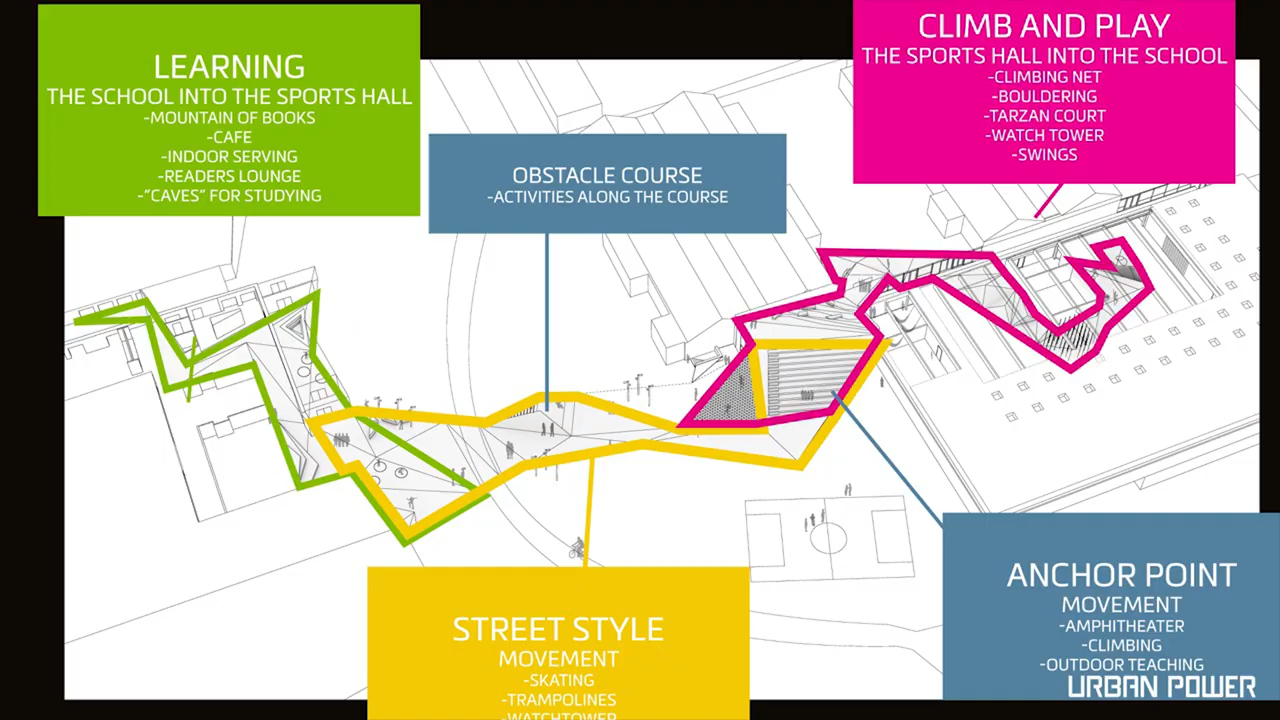 LEARNING
THE SCHOOL INTO THE SPORTS HALL
-MOUNTAIN OF BOOKS
-CAFE
-INDOOR SERVING
-READERS LOUNGE
-"CAVES" FOR STUDYING
OBSTACLE COURSE
-ACTIVITIES ALONG THE COURSE
CLIMB AND PLAY
THE SPORTS HALL INTO THE SCHOOL
-CLIMBING NET
-BOULDERING
-TARZAN COURT
-WATCH TOWER
-SWINGS
STREET STYLE
MOVEMENT
-SKATING
-TRAMPOLINES
-WATCHTOWER
ANCHOR POINT
MOVEMENT
-AMPHITHEATER
-CLIMBING
-OUTDOOR TEACHING
URBAN POWER